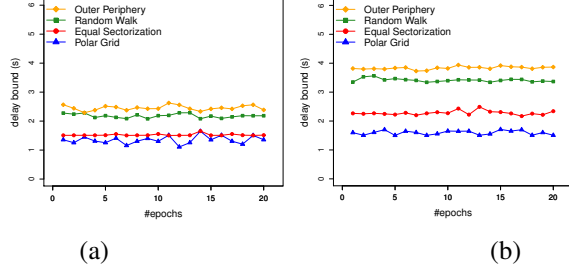 Outer Periphery
Random Walk
Equal Sectorization
Polar Grid
delay bound (s)
0 1 2 3 4 5 6
0 5 10 15 20
#epochs
(a)
Outer Periphery
Random Walk
Equal Sectorization
Polar Grid
delay bound (s)
0 1 2 3 4 5 6
0 5 10 15 20
#epochs
(b)